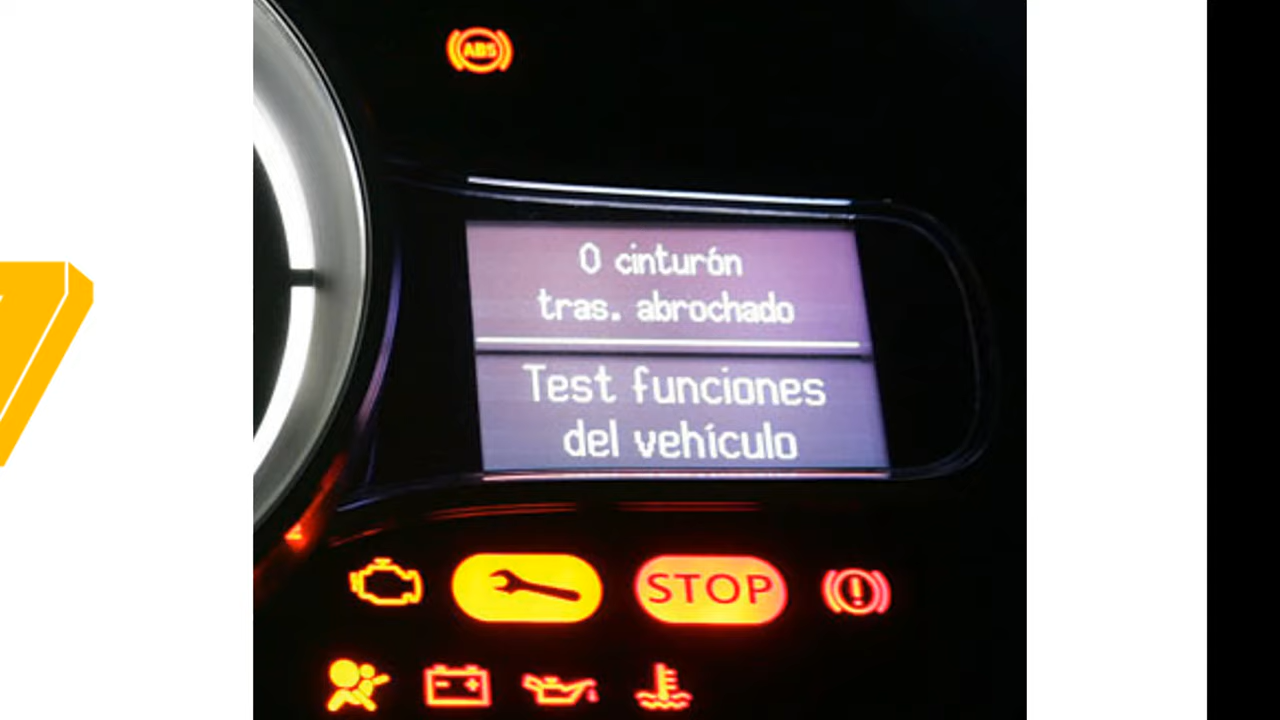 ABS
0 cinturón
tras. abrochado
Test funciones
del vehículo
STOP